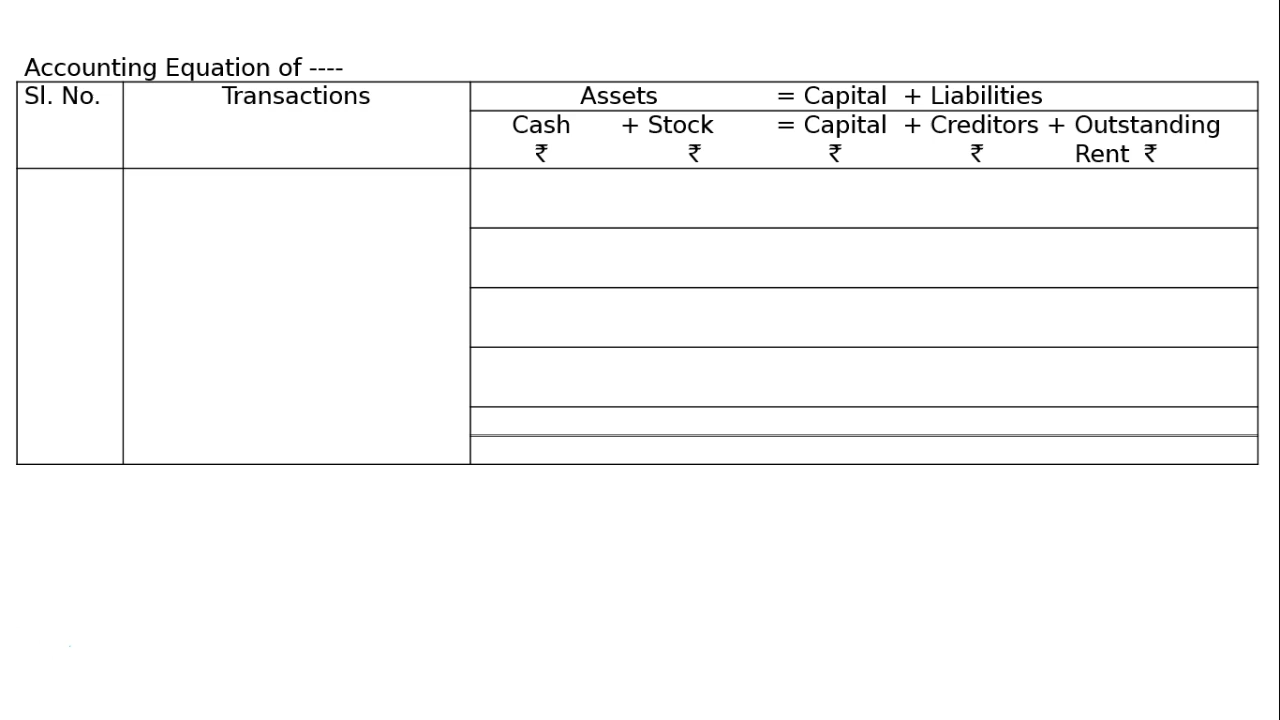 Accounting Equation of ----
Sl. No. Transactions Assets = Capital + Liabilities
Cash + Stock = Capital + Creditors + Outstanding
₹ ₹ ₹ ₹ Rent ₹